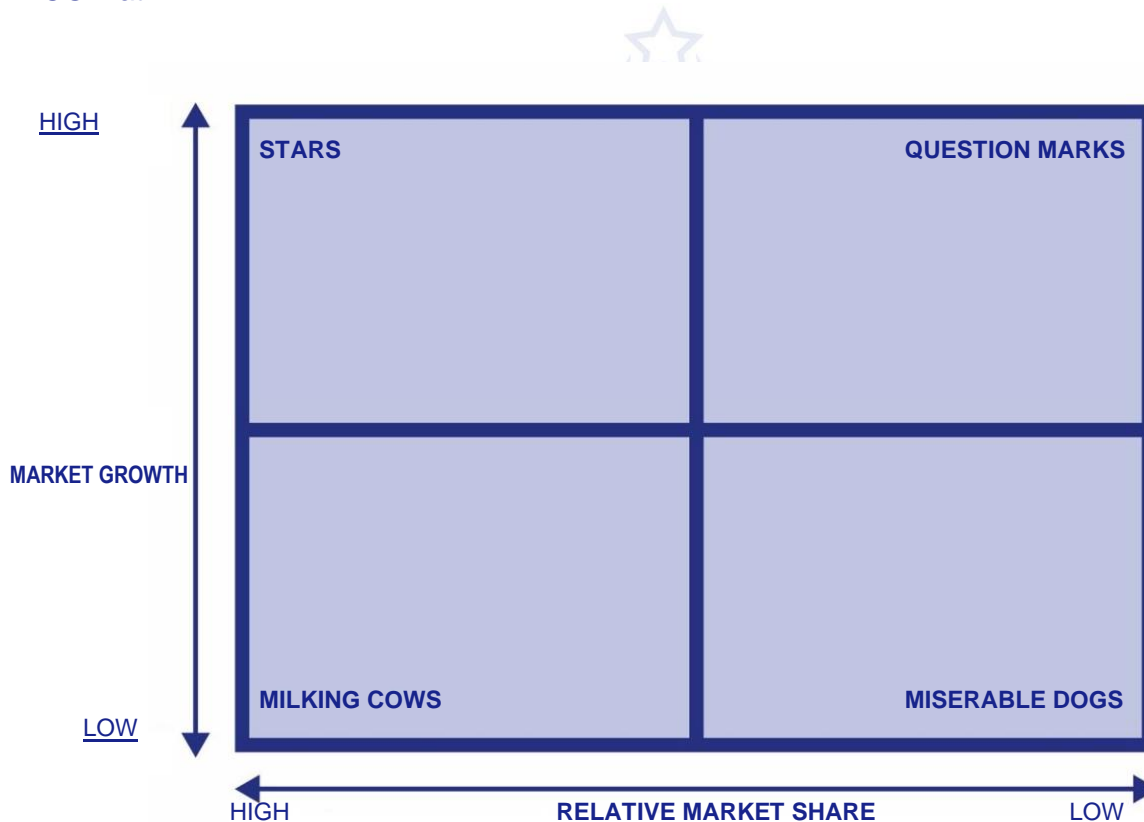 HIGH
STARS QUESTION MARKS
MARKET GROWTH
MILKING COWS MISERABLE DOGS
LOW
HIGH RELATIVE MARKET SHARE LOW